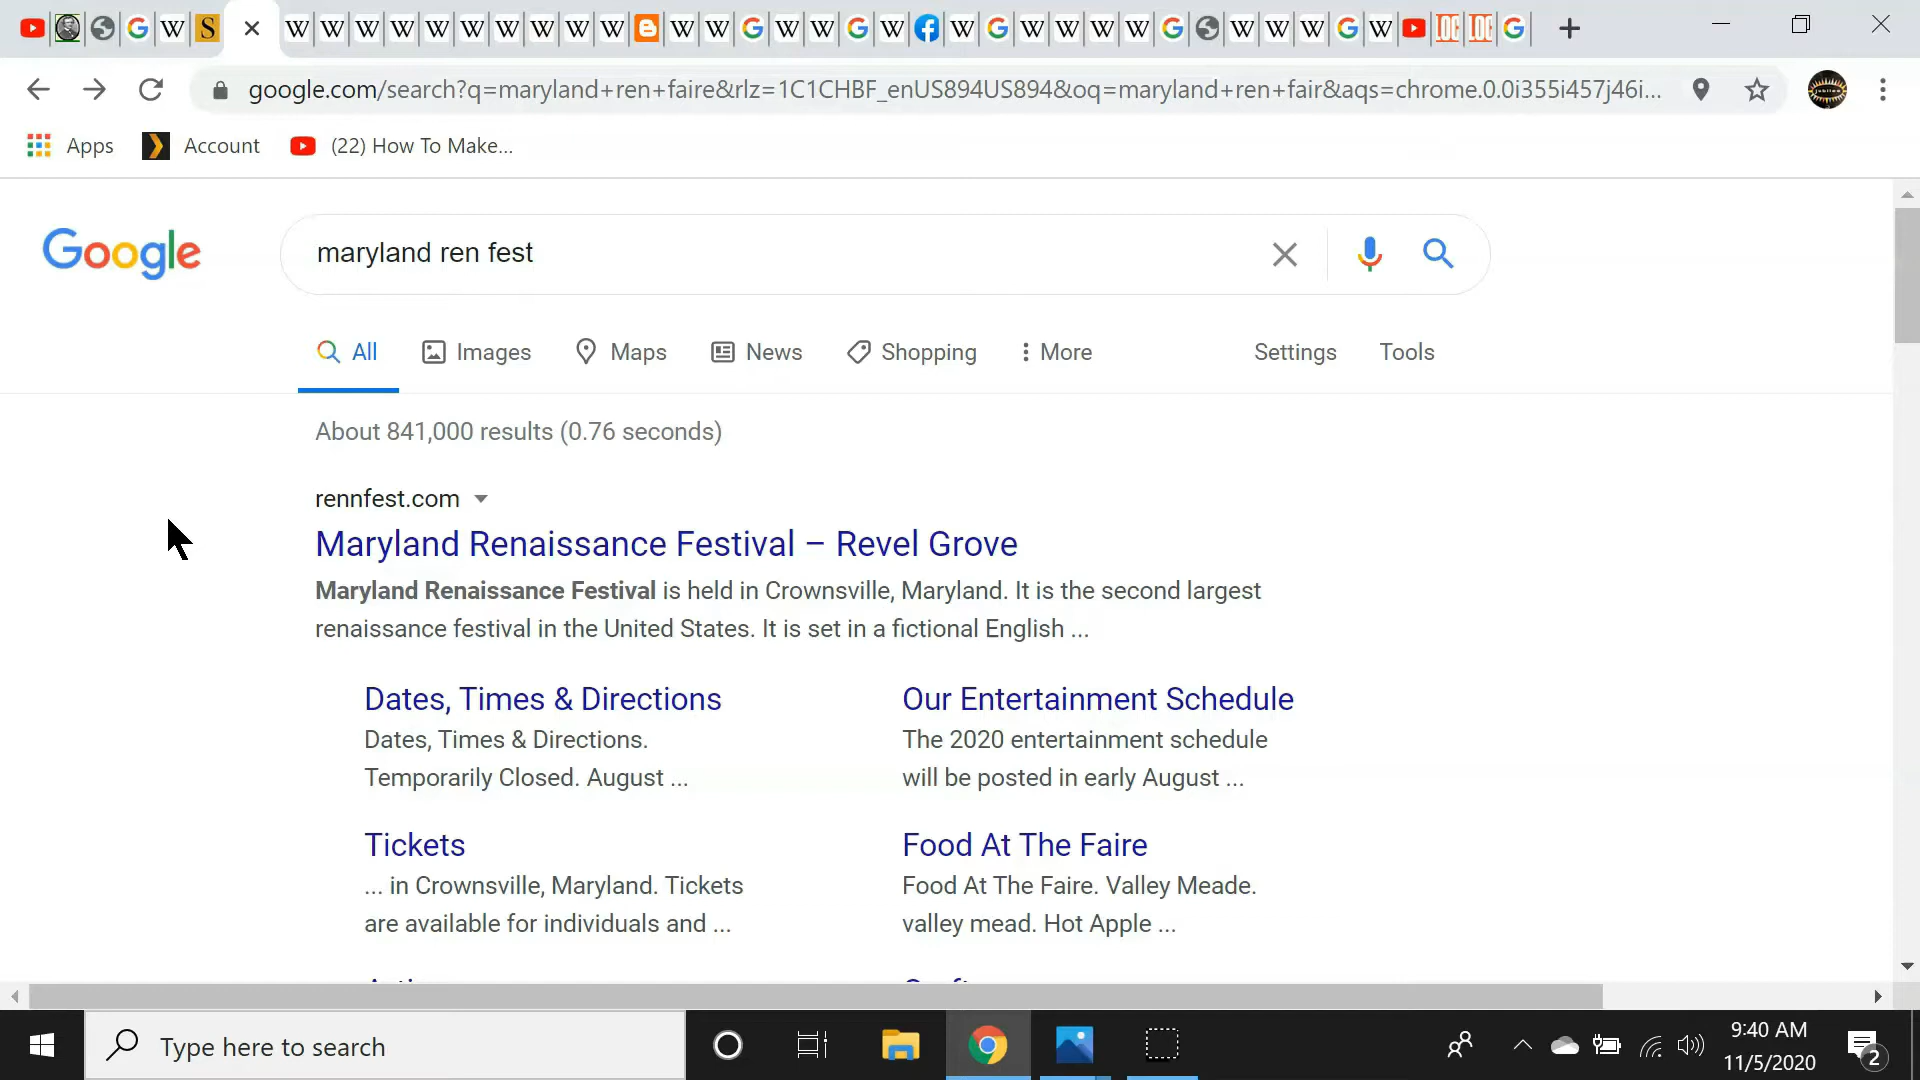 google.com/search?q=maryland+ren+faire&rlz=1C1CHBF_enUS894US894&oq=maryland+ren+fair&aqs=chrome.0.0i355i457j46i...
Apps Account (22) How To Make...
Google maryland ren fest
All Images Maps News Shopping More Settings Tools
About 841,000 results (0.76 seconds)
rennfest.com
Maryland Renaissance Festival – Revel Grove
Maryland Renaissance Festival is held in Crownsville, Maryland. It is the second largest
renaissance festival in the United States. It is set in a fictional English ...
Dates, Times & Directions
Dates, Times & Directions.
Temporarily Closed. August ...
Our Entertainment Schedule
The 2020 entertainment schedule
will be posted in early August ...
Tickets
... in Crownsville, Maryland. Tickets
are available for individuals and ...
Food At The Faire
Food At The Faire. Valley Meade.
valley mead. Hot Apple ...
Type here to search
9:40 AM
11/5/2020
2